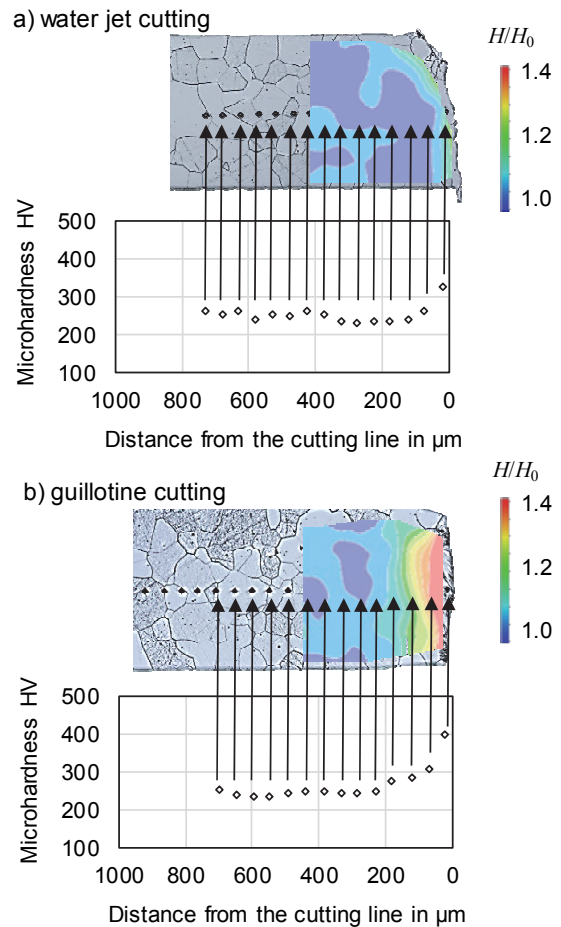 a) water jet cutting
H/H0
1.4
1.2
1.0
Microhardness HV
500
400
300
200
100
1000 800 600 400 200 0
Distance from the cutting line in µm
b) guillotine cutting
H/H0
1.4
1.2
1.0
Microhardness HV
500
400
300
200
100
1000 800 600 400 200 0
Distance from the cutting line in µm